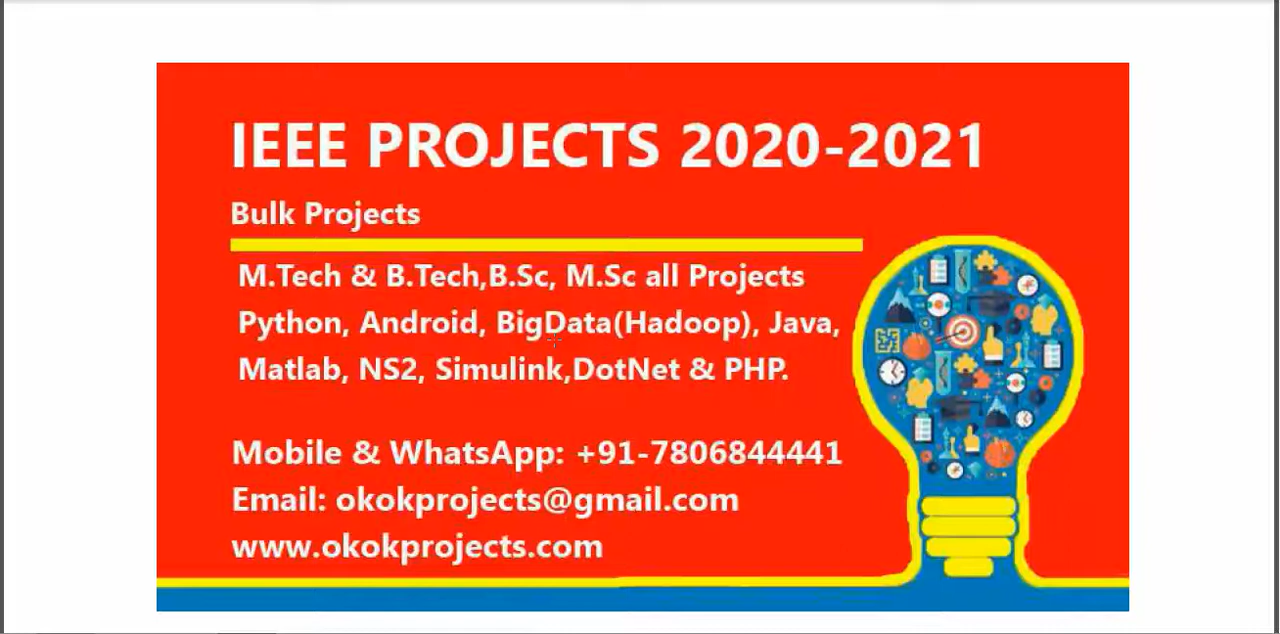 IEEE PROJECTS 2020-2021
Bulk Projects
M.Tech & B.Tech,B.Sc, M.Sc all Projects
Python, Android, BigData(Hadoop), Java,
Matlab, NS2, Simulink,DotNet & PHP.
Mobile & WhatsApp: +91-7806844441
Email: okokprojects@gmail.com
www.okokprojects.com